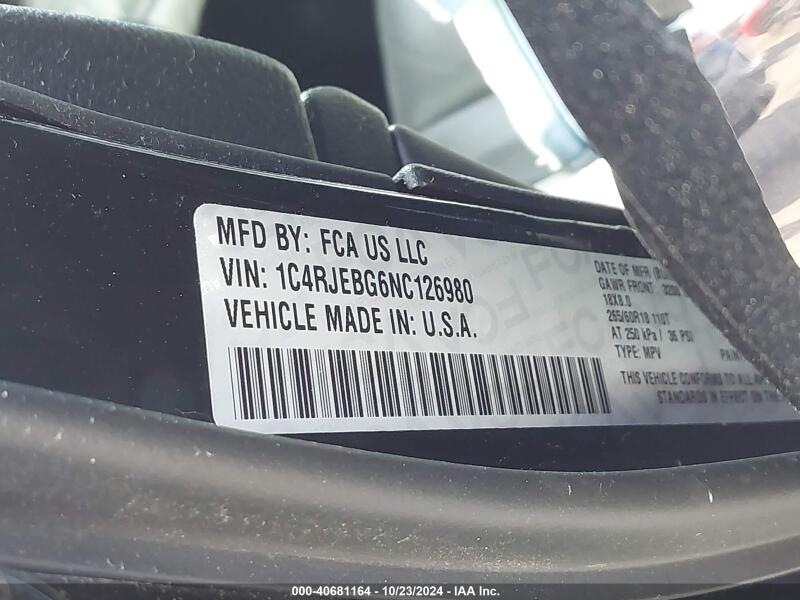 MFD BY: FCA US LLC
VIN: 1C4RJEBG6NC126980
VEHICLE MADE IN: U.S.A.
DATE OF MFR
GAWR FRONT 3200
18X8.0
265/60R18 110T
AT 250 kPa / 36 PSI
TYPE: MPV
THIS VEHICLE CONFORMS TO ALL
STANDARDS IN EFFECT ON THE
000-40681164 - 10/23/2024 - IAA Inc.